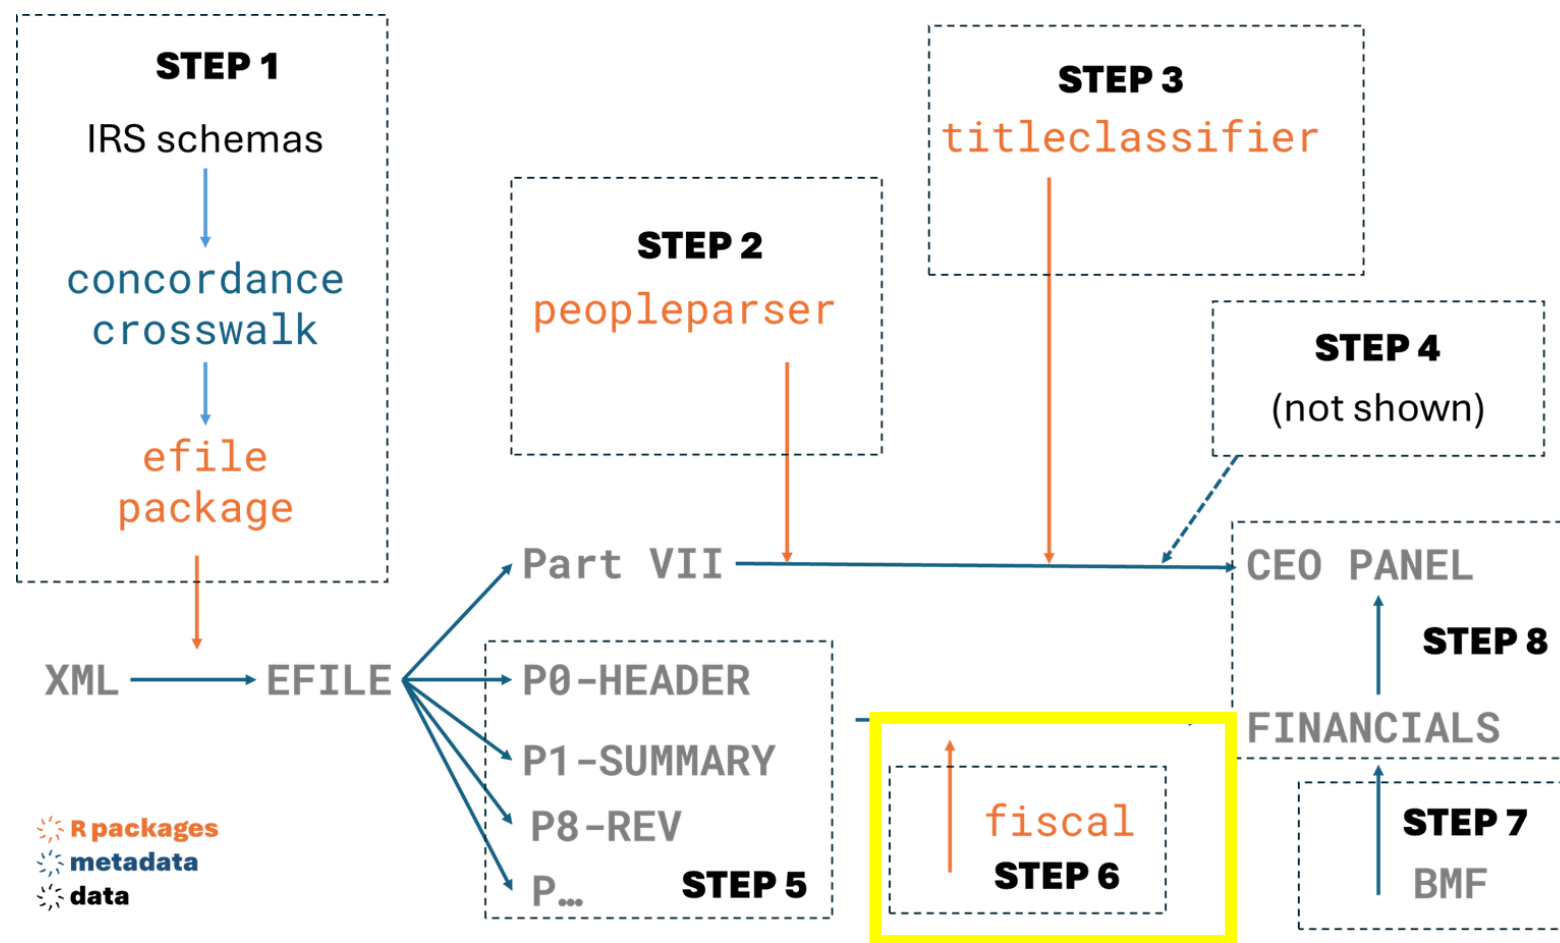 STEP 1
IRS schemas
concordance
crosswalk
efile
package
STEP 2
peopleparser
STEP 3
titleclassifier
STEP 4
(not shown)
XML
EFILE
Part VII
P0-HEADER
P1-SUMMARY
P8-REV
P...
STEP 5
fiscal
STEP 6
CEO PANEL
STEP 8
FINANCIALS
STEP 7
BMF
R packages
metadata
data